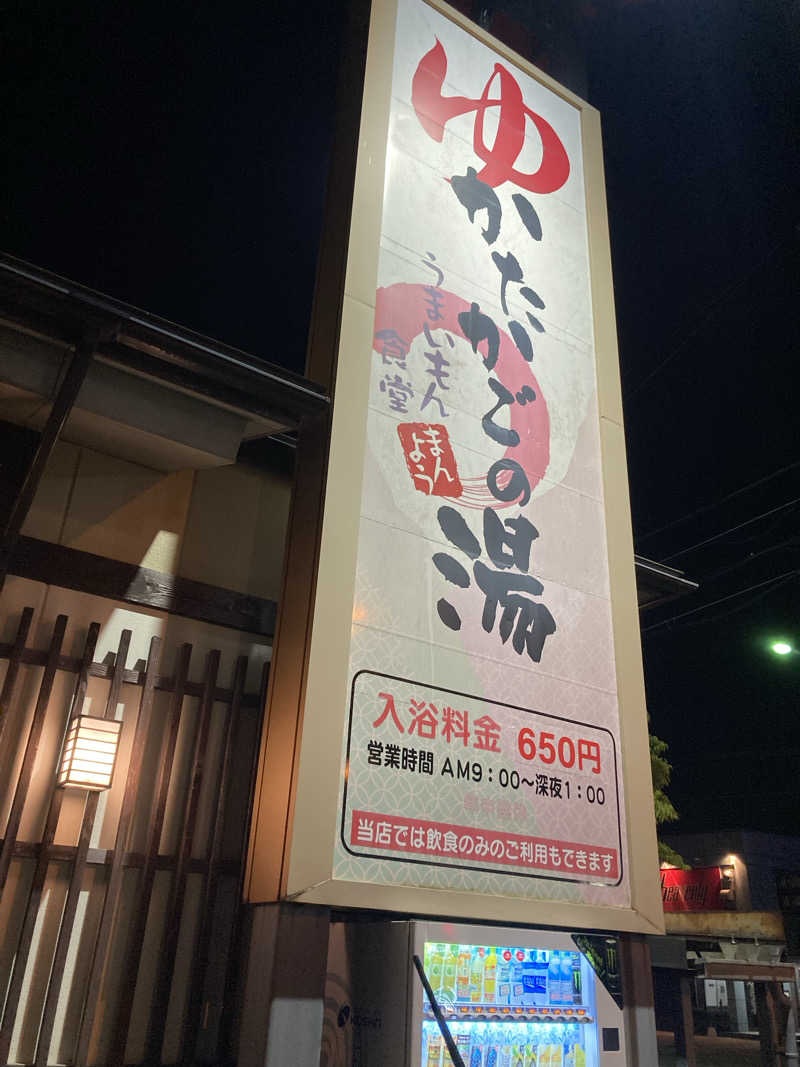 ゆかたかごの湯
うまいもん
食堂
まんよう
入浴料金 650円
営業時間 AM9:00〜深夜1:00
当店では飲食のみのご利用もできます